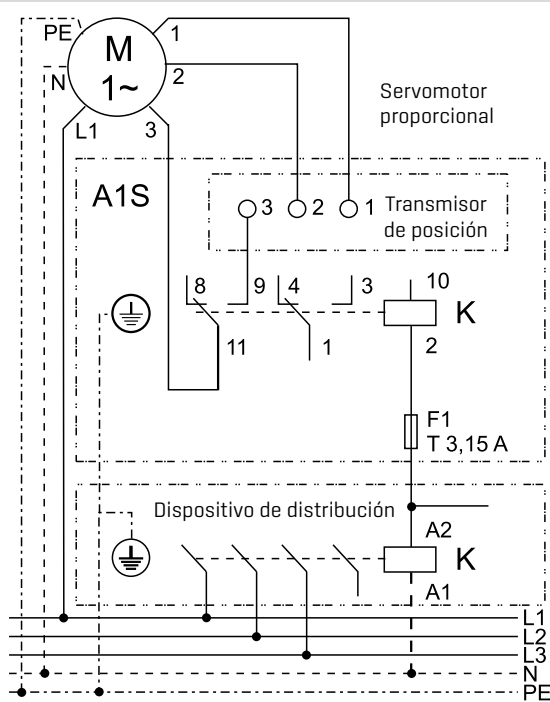 PE
1
M
1~
N
2
L1
3
Servomotor
proporcional
A1S
3
2
1
Transmisor
de posición
8
9
4
3
10
K
11
1
2
F1
T 3,15 A
Dispositivo de distribución
A2
K
A1
L1
L2
L3
N
PE